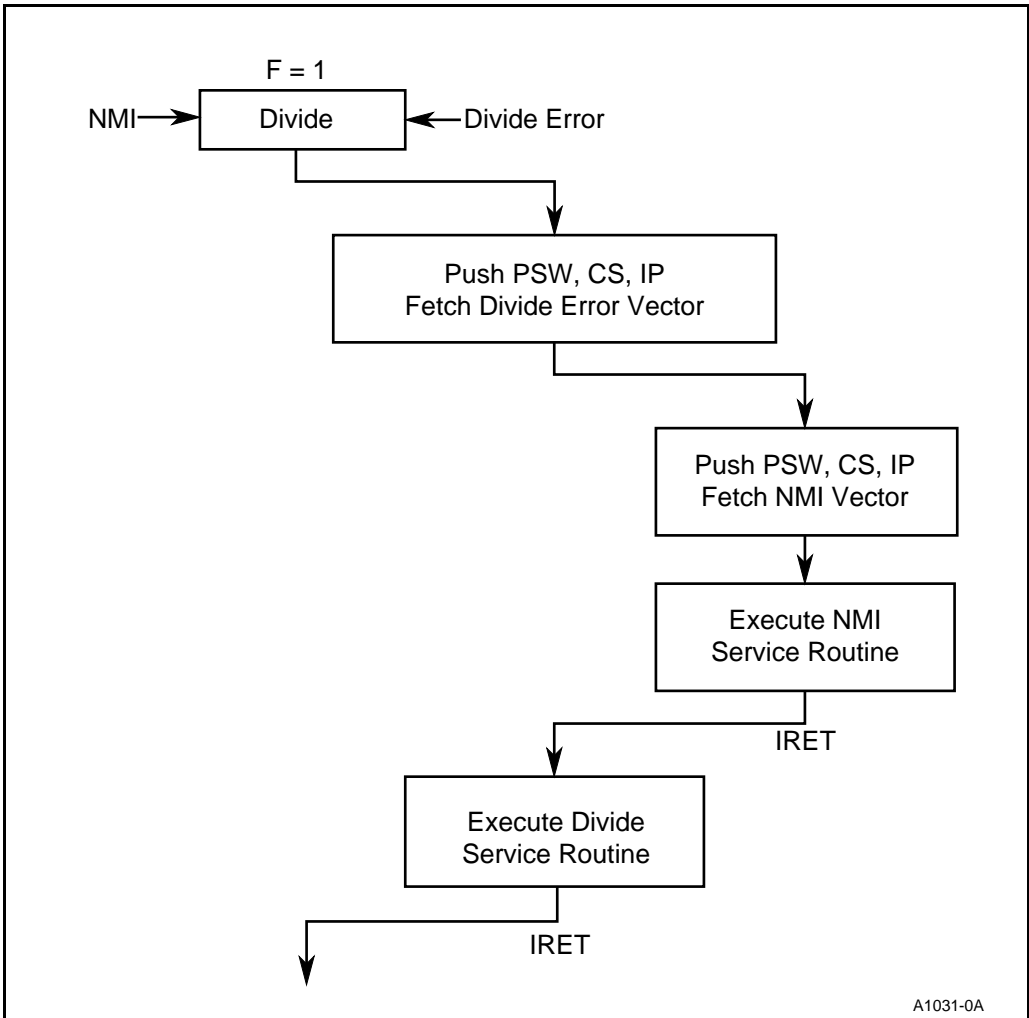 F = 1
NMI
Divide
Divide Error
Push PSW, CS, IP
Fetch Divide Error Vector
Push PSW, CS, IP
Fetch NMI Vector
Execute NMI
Service Routine
IRET
Execute Divide
Service Routine
IRET
A1031-0A